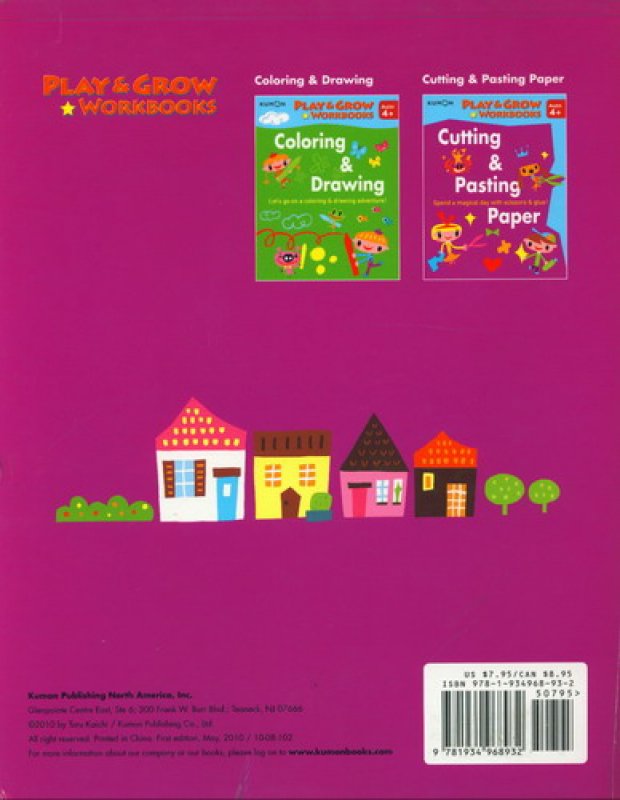 PLAY & GROW
WORKBOOKS
Coloring & Drawing
KUMON
PLAY & GROW
WORKBOOKS
AGES
4+
Coloring
&
Drawing
Let's go on a coloring & drawing adventure!
Cutting & Pasting Paper
KUMON
PLAY & GROW
WORKBOOKS
AGES
4+
Cutting
&
Pasting
Spend a magical day with scissors & glue!
Paper
Kumon Publishing North America, Inc.
Glenpointe Centre East, Ste 6; 300 Frank W. Burr Blvd.; Teaneck, NJ 07666
©2010 by Toru Kaichi / Kumon Publishing Co., Ltd.
All right reserved. Printed in China. First edition, May, 2010 / 10-08-102
For more information about our company or our books, please log on to www.kumonbooks.com
US $7.95/CAN $8.95
ISBN 978-1-934968-93-2
50795>
9 781934 968932